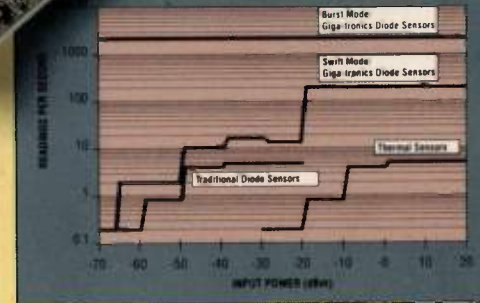 Burst Mode
Giga-tronics Diode Sensors
1000
Swift Mode
Giga-tronics Diode Sensors
100
READINGS PER SECOND
10
Thermal Sensors
Traditional Diode Sensors
1
0.1
-70 -60 -50 -40 -30 -20 -10 0 10 20
INPUT POWER (dBm)